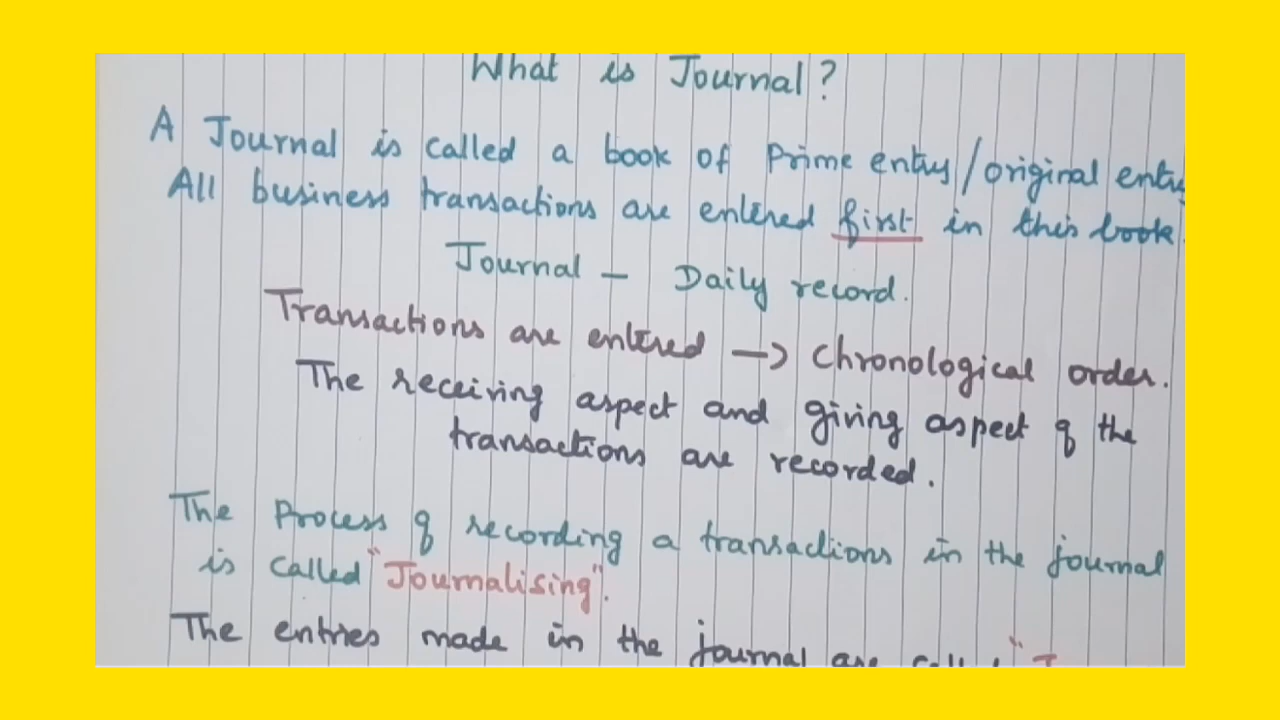 What is Journal?
A Journal is called a book of Prime entry/original entry
All business transactions are entered first in this book.
Journal – Daily record.
Transactions are entered → Chronological order.
The receiving aspect and giving aspect of the
transactions are recorded.
The Process of recording a transactions in the journal
is called "Journalising".
The entries made in the journal are